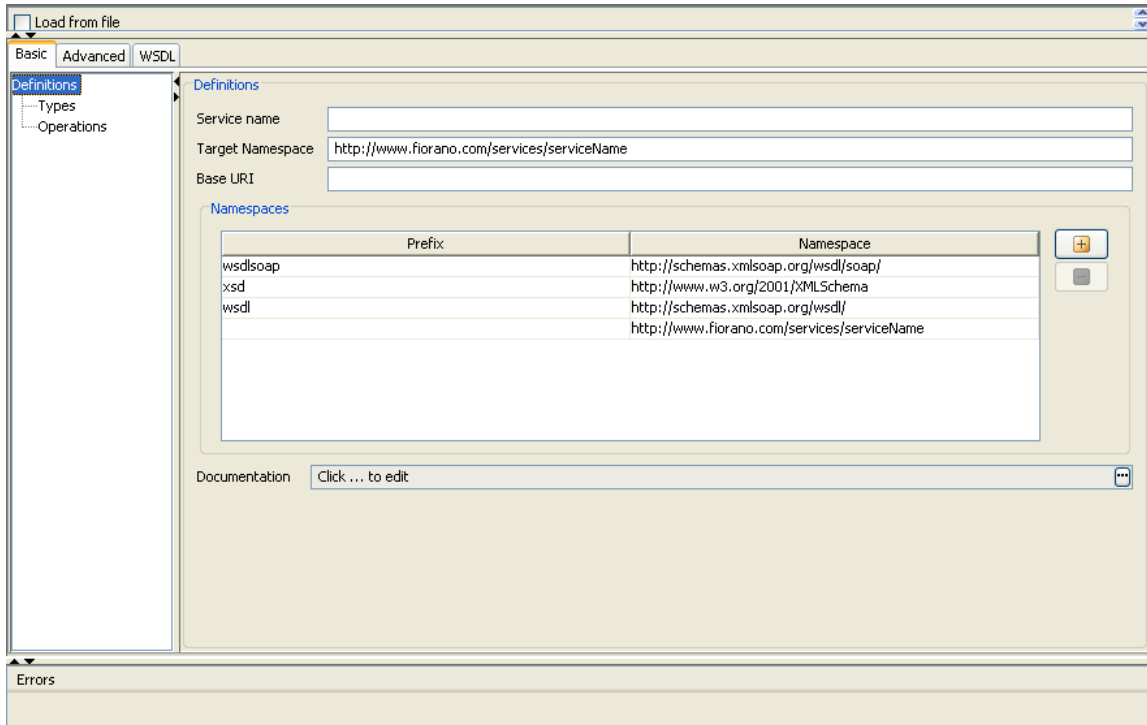 Load from file
Basic Advanced WSDL
Definitions
Types
Operations
Definitions
Service name
Target Namespace http://www.fiorano.com/services/serviceName
Base URI
Namespaces
Prefix Namespace
wsdlsoap http://schemas.xmlsoap.org/wsdl/soap/
xsd http://www.w3.org/2001/XMLSchema
wsdl http://schemas.xmlsoap.org/wsdl/
http://www.fiorano.com/services/serviceName
Documentation Click ... to edit
Errors